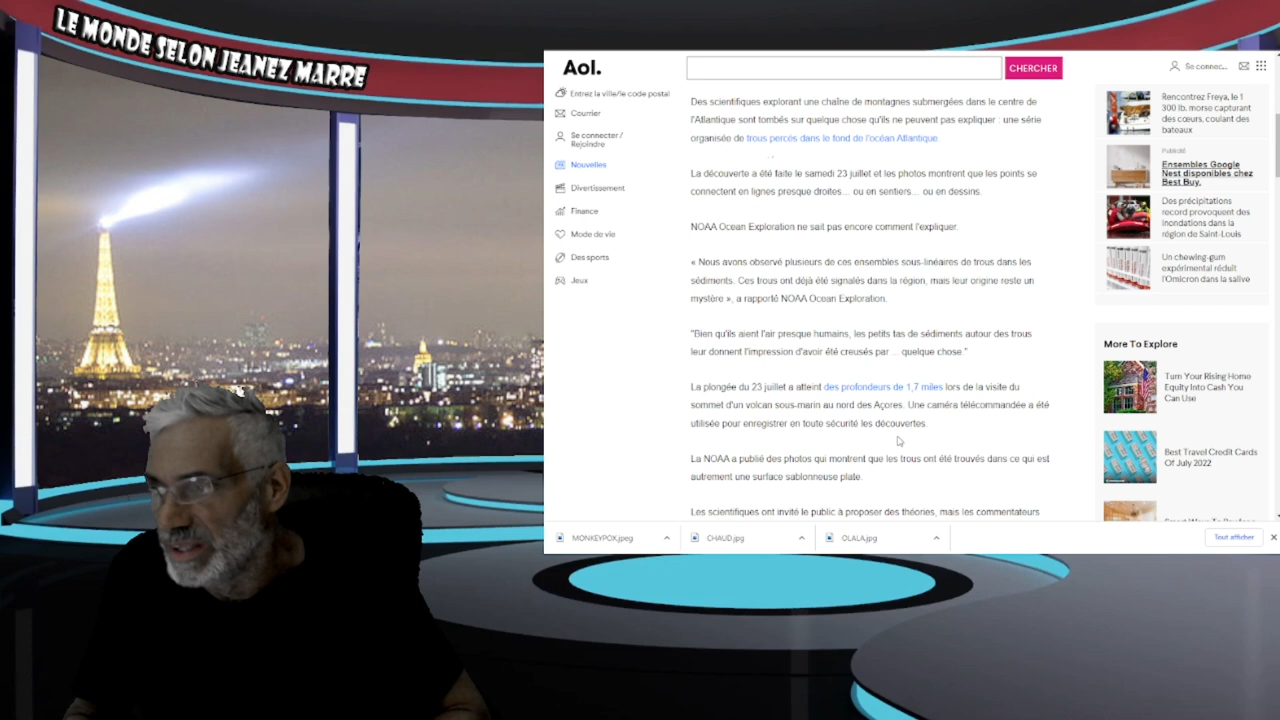 LE MONDE SELON JEANEZ MARRE
Aol.
CHERCHER
Se connec...
Entrez la ville/le code postal
Courrier
Se connecter /
Rejoindre
Nouvelles
Divertissement
Finance
Mode de vie
Des sports
Jeux
Des scientifiques explorant une chaîne de montagnes submergées dans le centre de
l'Atlantique sont tombés sur quelque chose qu'ils ne peuvent pas expliquer : une série
organisée de trous percés dans le fond de l'océan Atlantique.
La découverte a été faite le samedi 23 juillet et les photos montrent que les points se
connectent en lignes presque droites... ou en sentiers... ou en dessins.
NOAA Ocean Exploration ne sait pas encore comment l'expliquer.
« Nous avons observé plusieurs de ces ensembles sous-linéaires de trous dans les
sédiments. Ces trous ont déjà été signalés dans la région, mais leur origine reste un
mystère », a rapporté NOAA Ocean Exploration.
"Bien qu'ils aient l'air presque humains, les petits tas de sédiments autour des trous
leur donnent l'impression d'avoir été creusés par ... quelque chose."
La plongée du 23 juillet a atteint des profondeurs de 1,7 miles lors de la visite du
sommet d'un volcan sous-marin au nord des Açores. Une caméra télécommandée a été
utilisée pour enregistrer en toute sécurité les découvertes.
La NOAA a publié des photos qui montrent que les trous ont été trouvés dans ce qui est
autrement une surface sablonneuse plate.
Les scientifiques ont invité le public à proposer des théories, mais les commentateurs
Rencontrez Freya, le 1
300 lb. morse capturant
des cœurs, coulant des
bateaux
Publicité
Ensembles Google
Nest disponibles chez
Best Buy.
Des précipitations
record provoquent des
inondations dans la
région de Saint-Louis
Un chewing-gum
expérimental réduit
l'Omicron dans la salive
More To Explore
Turn Your Rising Home
Equity Into Cash You
Can Use
Best Travel Credit Cards
Of July 2022
MONKEYPOX.jpeg
CHAUD.jpg
OLALA.jpg
Tout afficher